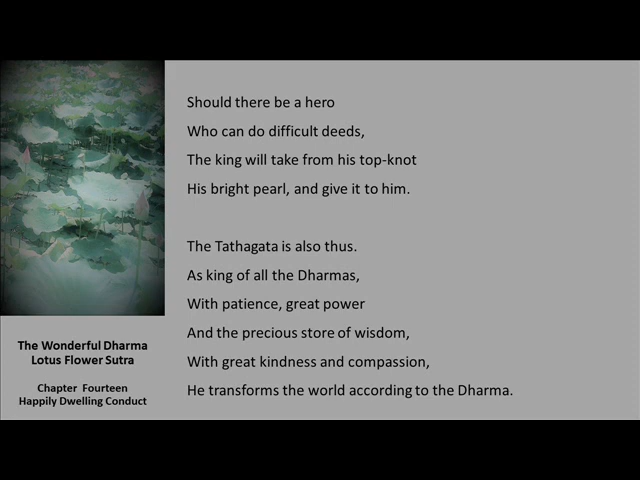 Should there be a hero
Who can do difficult deeds,
The king will take from his top-knot
His bright pearl, and give it to him.
The Tathagata is also thus.
As king of all the Dharmas,
With patience, great power
And the precious store of wisdom,
With great kindness and compassion,
He transforms the world according to the Dharma.
The Wonderful Dharma
Lotus Flower Sutra
Chapter Fourteen
Happily Dwelling Conduct